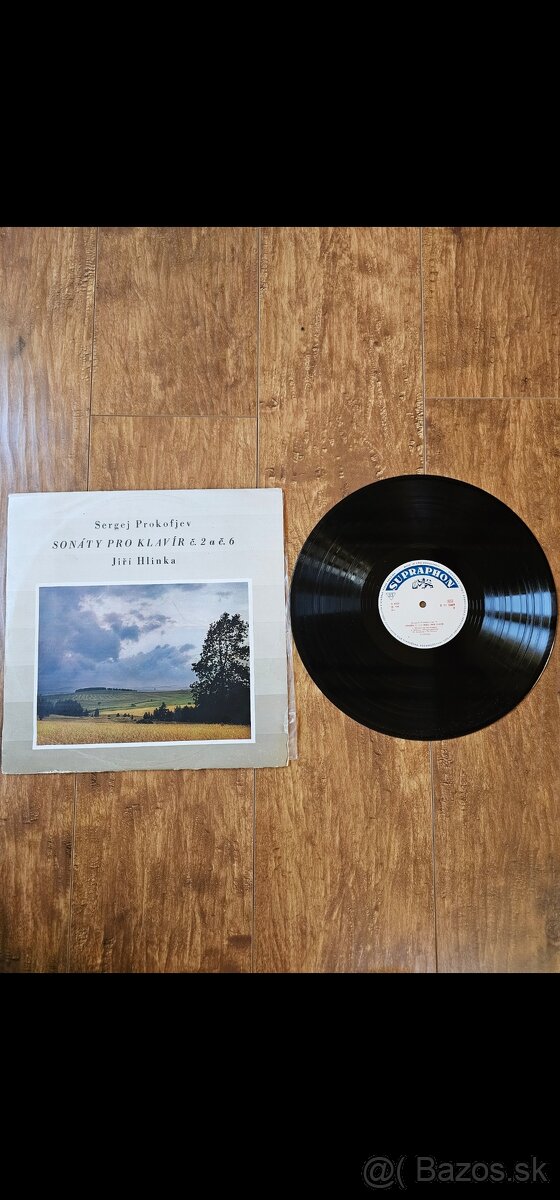 Sergej Prokofjev
SONÁTY PRO KLAVÍR č. 2 a č. 6
Jiří Hlinka
SUPRAPHON
@( Bazos.sk